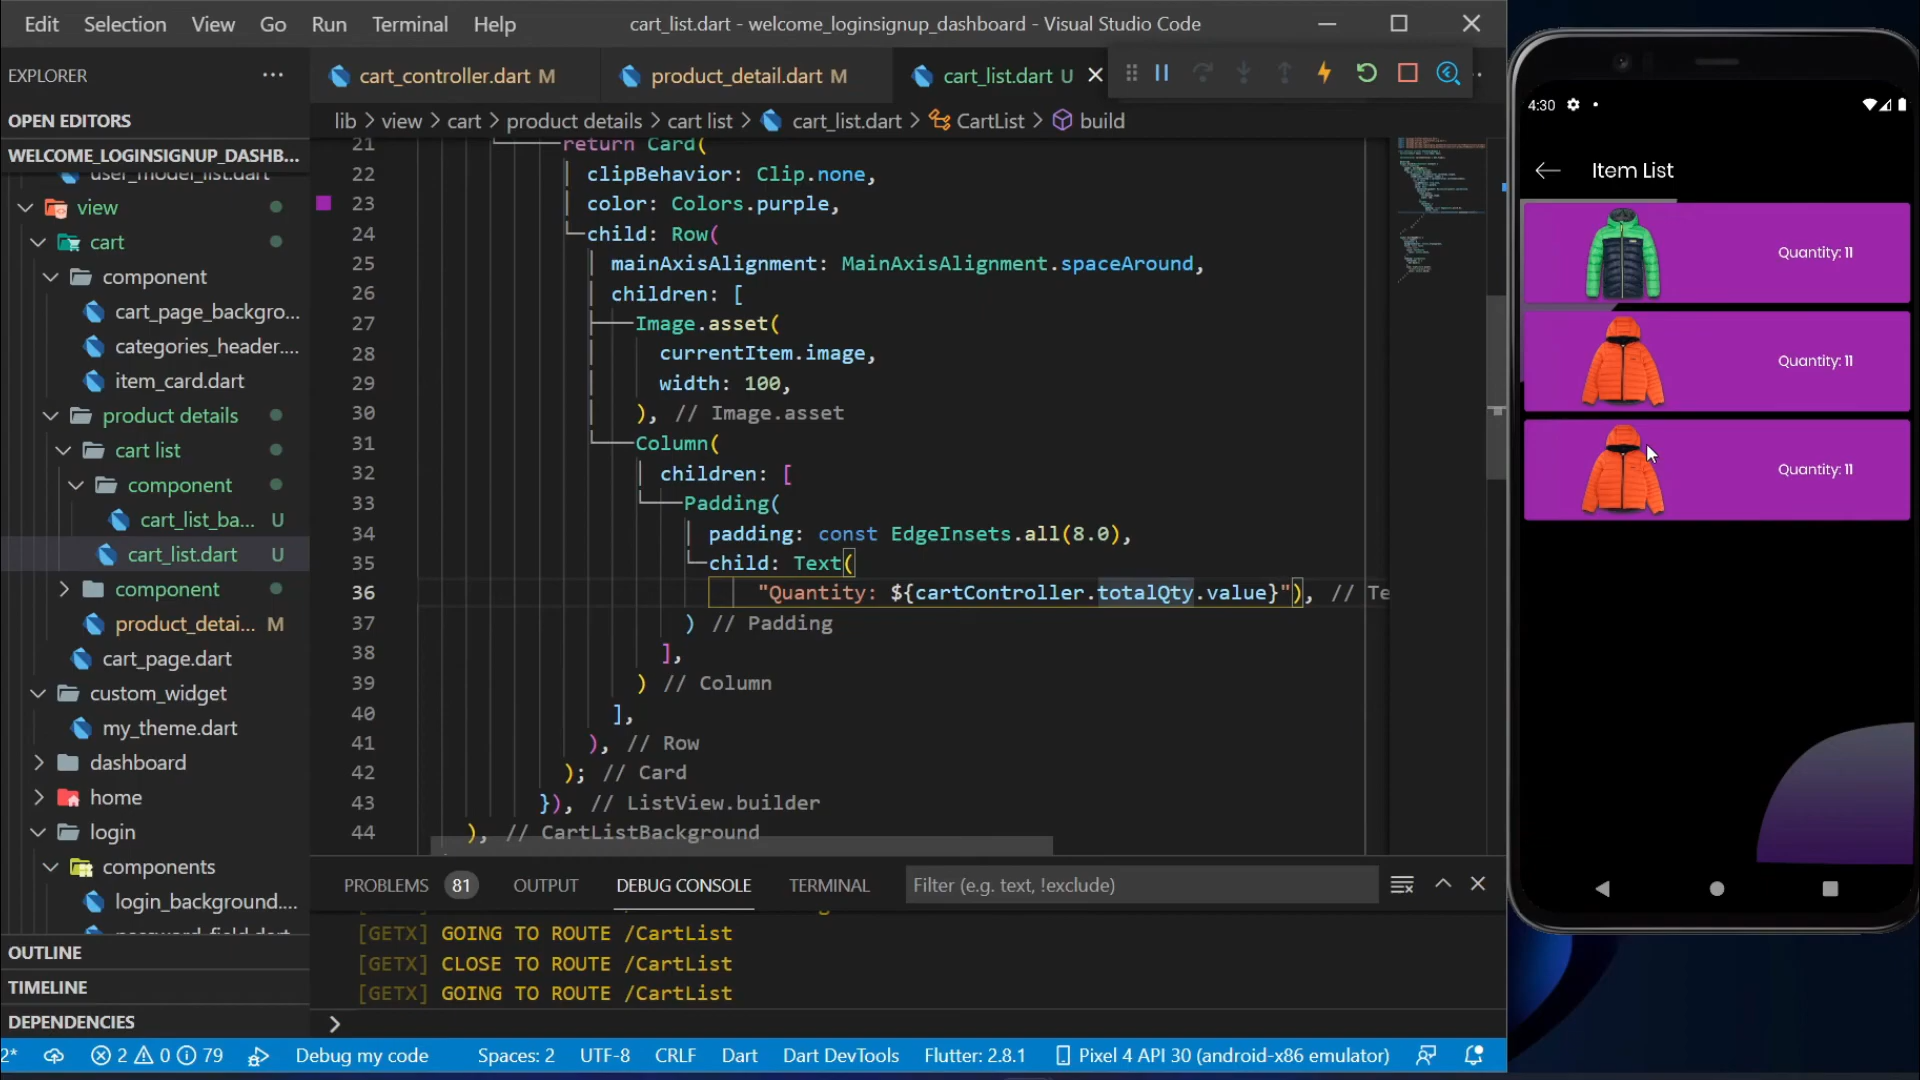 Edit Selection View Go Run Terminal Help cart_list.dart - welcome_loginsignup_dashboard - Visual Studio Code
EXPLORER
OPEN EDITORS
WELCOME_LOGINSIGNUP_DASHB...
user_model_list.dart
view
cart
component
cart_page_backgro...
categories_header....
item_card.dart
product details
cart list
component
cart_list_ba... U
cart_list.dart U
component
product_detai... M
cart_page.dart
custom_widget
my_theme.dart
dashboard
home
login
components
login_background....
password_field.dart
OUTLINE
TIMELINE
DEPENDENCIES
cart_controller.dart M product_detail.dart M cart_list.dart U
lib > view > cart > product details > cart list > cart_list.dart > CartList > build
21 return Card(
22 clipBehavior: Clip.none,
23 color: Colors.purple,
24 child: Row(
25 mainAxisAlignment: MainAxisAlignment.spaceAround,
26 children: [
27 Image.asset(
28 currentItem.image,
29 width: 100,
30 ), // Image.asset
31 Column(
32 children: [
33 Padding(
34 padding: const EdgeInsets.all(8.0),
35 child: Text(
36 "Quantity: ${cartController.totalQty.value}"), // Te
37 ) // Padding
38 ],
39 ) // Column
40 ],
41 ), // Row
42 ); // Card
43 }), // ListView.builder
44 ), // CartListBackground
PROBLEMS 81 OUTPUT DEBUG CONSOLE TERMINAL Filter (e.g. text, !exclude)
[GETX] GOING TO ROUTE /CartList
[GETX] CLOSE TO ROUTE /CartList
[GETX] GOING TO ROUTE /CartList
>
2* 2 0 79 Debug my code Spaces: 2 UTF-8 CRLF Dart Dart DevTools Flutter: 2.8.1 Pixel 4 API 30 (android-x86 emulator)
4:30
Item List
Quantity: 11
Quantity: 11
Quantity: 11